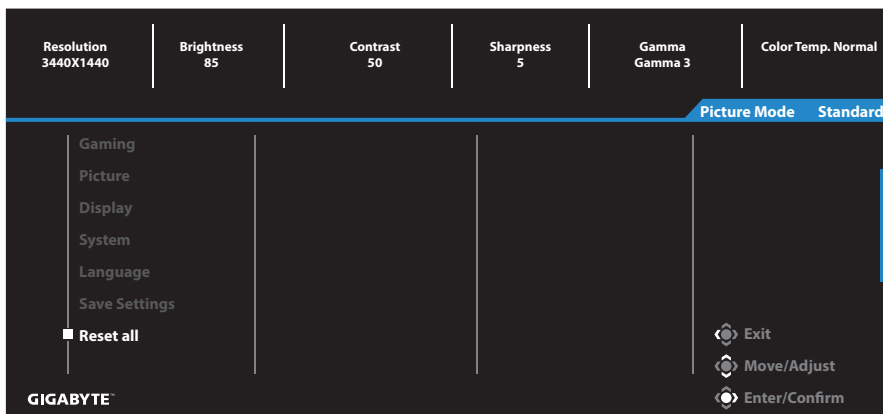 Resolution
3440X1440
Brightness
85
Contrast
50
Sharpness
5
Gamma
Gamma 3
Color Temp. Normal
Picture Mode Standard
Gaming
Picture
Display
System
Language
Save Settings
Reset all
Exit
Move/Adjust
Enter/Confirm
GIGABYTE™